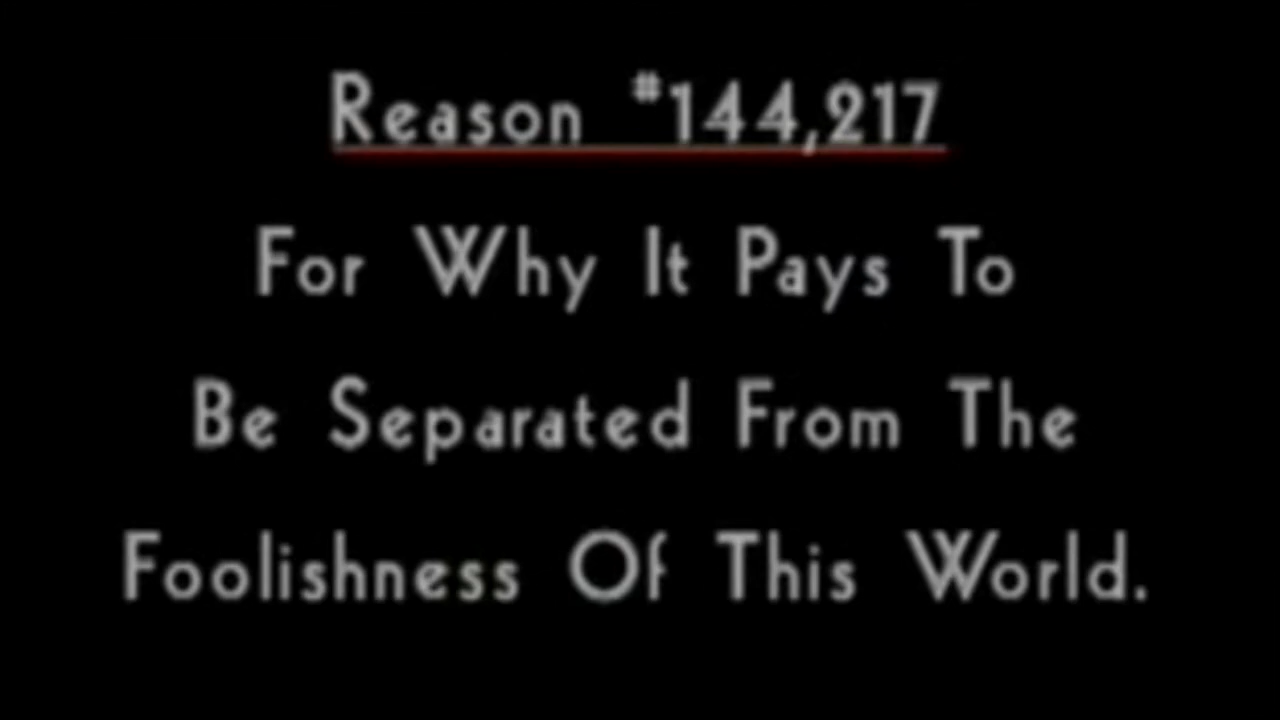 Reason #144,217
For Why It Pays To
Be Separated From The
Foolishness Of This World.